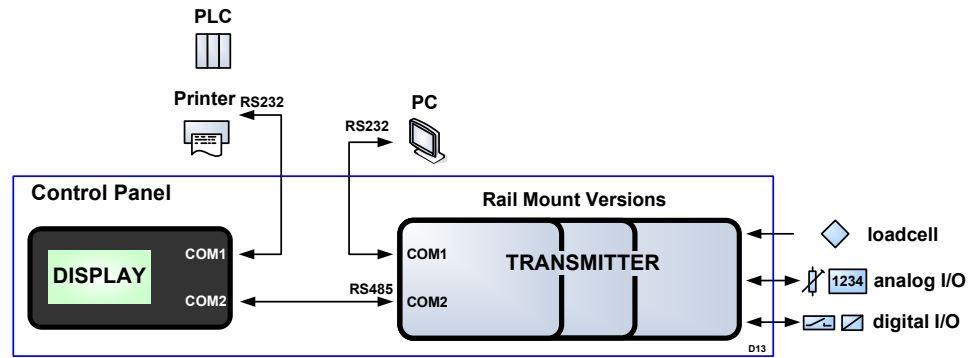 PLC
Printer RS232
PC
RS232
Control Panel
Rail Mount Versions
DISPLAY
COM1
COM2
RS485
COM1
COM2
TRANSMITTER
loadcell
1234 analog I/O
digital I/O
D13